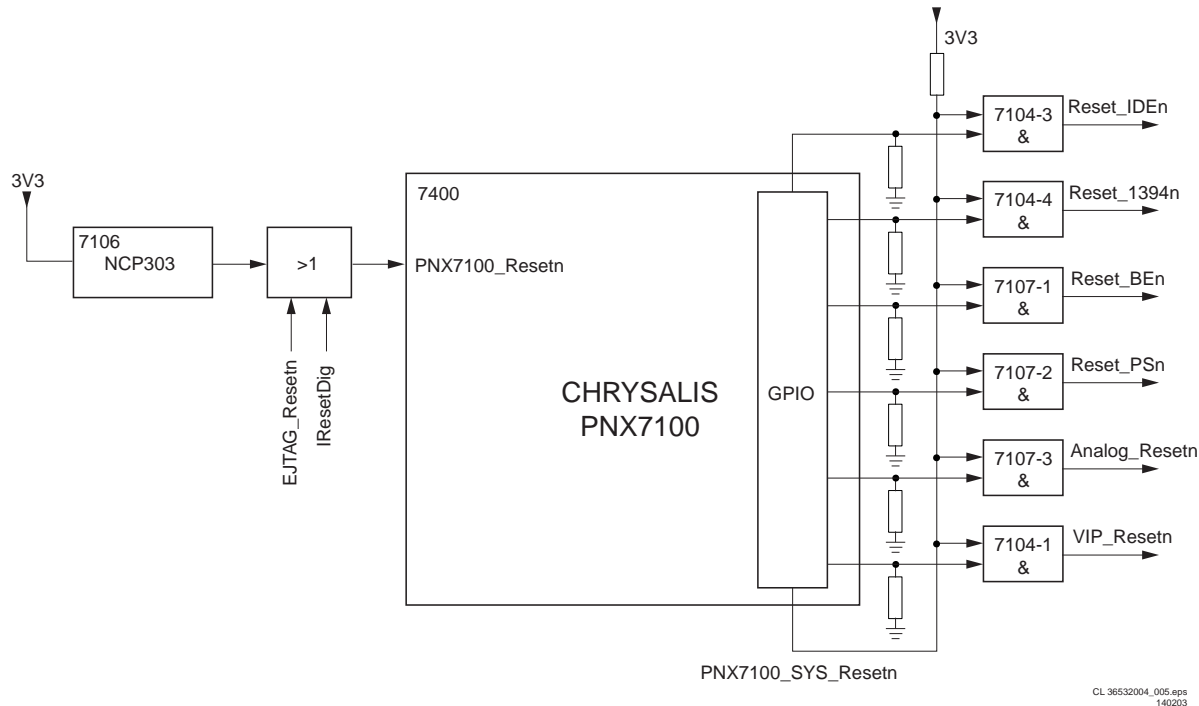 3V3
7106
NCP303
>1
EJTAG_Resetn
IResetDig
7400
PNX7100_Resetn
CHRYSALIS
PNX7100
GPIO
PNX7100_SYS_Resetn
3V3
7104-3
&
Reset_IDEn
7104-4
&
Reset_1394n
7107-1
&
Reset_BEn
7107-2
&
Reset_PSn
7107-3
&
Analog_Resetn
7104-1
&
VIP_Resetn
CL 36532004_005.eps
140203